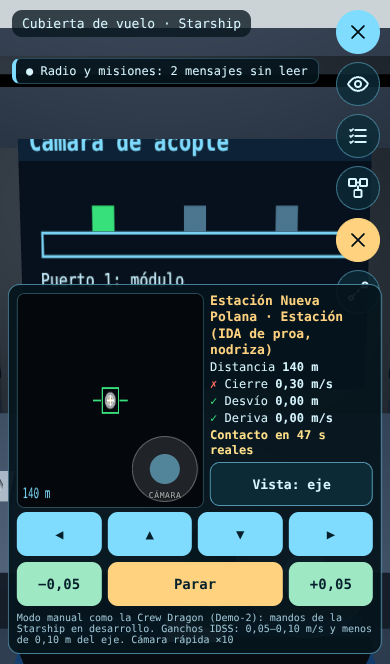 Cubierta de vuelo · Starship
● Radio y misiones: 2 mensajes sin leer
Cámara de acople
Puerto 1: módulo
Estación Nueva
Polana · Estación
(IDA de proa,
nodriza)
Distancia 140 m
✗ Cierre 0,30 m/s
✓ Desvío 0,00 m/s
✓ Deriva 0,00 m/s
Contacto en 47 s
reales
140 m
CÁMARA
Vista: eje
◄ ▲ ▼ ►
−0,05 Parar +0,05
Modo manual como la Crew Dragon (Demo-2): mandos de la
Starship en desarrollo. Ganchos IDSS: 0,05–0,10 m/s y menos
de 0,10 m del eje. Cámara rápida ×10